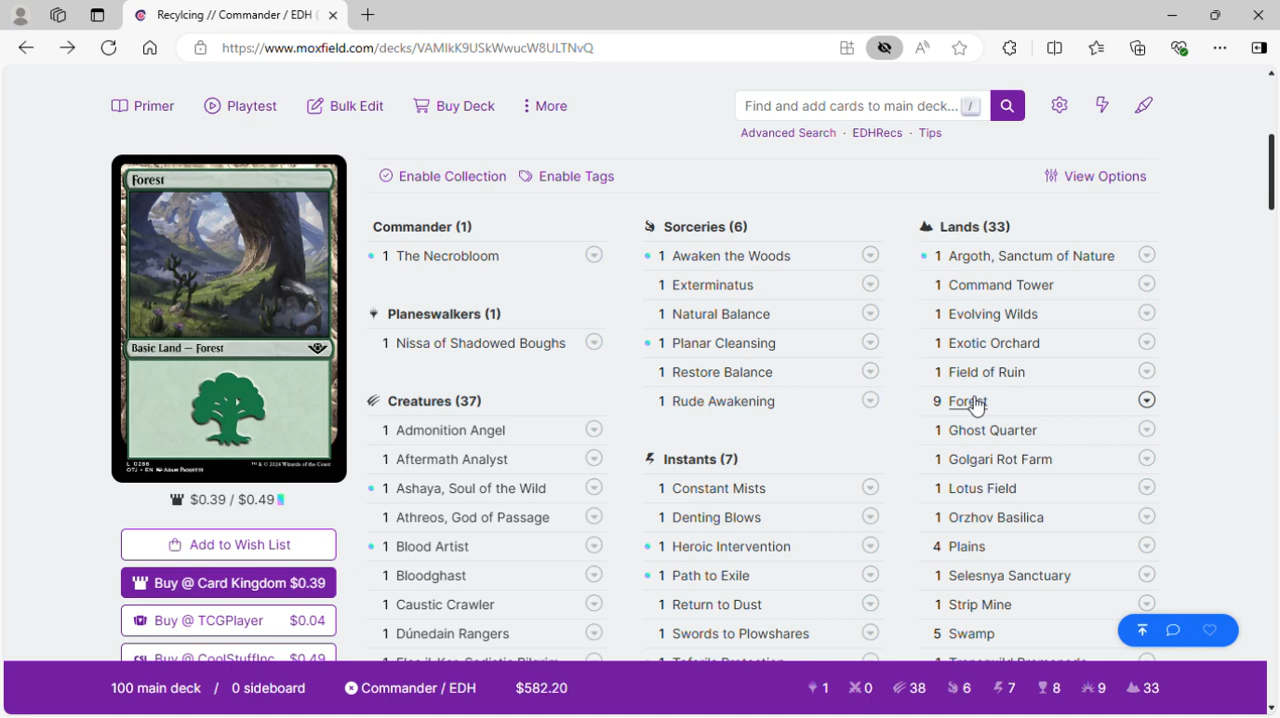 Recylcing // Commander / EDH (
https://www.moxfield.com/decks/VAMIkK9USkWwucW8ULTNvQ
Primer
Playtest
Bulk Edit
Buy Deck
More
Find and add cards to main deck... /
Advanced Search · EDHRecs · Tips
Forest
Basic Land — Forest
L 0286
OTJ • EN
$0.39 / $0.49
Add to Wish List
Buy @ Card Kingdom $0.39
Buy @ TCGPlayer $0.04
Buy @ CoolStuffInc $0.49
Enable Collection
Enable Tags
View Options
Commander (1)
1 The Necrobloom
Planeswalkers (1)
1 Nissa of Shadowed Boughs
Creatures (37)
1 Admonition Angel
1 Aftermath Analyst
1 Ashaya, Soul of the Wild
1 Athreos, God of Passage
1 Blood Artist
1 Bloodghast
1 Caustic Crawler
1 Dúnedain Rangers
Sorceries (6)
1 Awaken the Woods
1 Exterminatus
1 Natural Balance
1 Planar Cleansing
1 Restore Balance
1 Rude Awakening
Instants (7)
1 Constant Mists
1 Denting Blows
1 Heroic Intervention
1 Path to Exile
1 Return to Dust
1 Swords to Plowshares
Lands (33)
1 Argoth, Sanctum of Nature
1 Command Tower
1 Evolving Wilds
1 Exotic Orchard
1 Field of Ruin
9 Forest
1 Ghost Quarter
1 Golgari Rot Farm
1 Lotus Field
1 Orzhov Basilica
4 Plains
1 Selesnya Sanctuary
1 Strip Mine
5 Swamp
100 main deck / 0 sideboard
Commander / EDH
$582.20
1 0 38 6 7 8 9 33